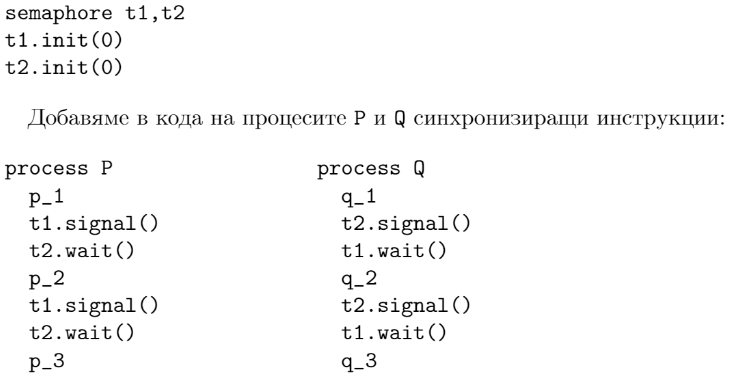 semaphore t1,t2
t1.init(0)
t2.init(0)
Добавяме в кода на процесите P и Q синхронизиращи инструкции:
process P process Q
p_1 q_1
t1.signal() t2.signal()
t2.wait() t1.wait()
p_2 q_2
t1.signal() t2.signal()
t2.wait() t1.wait()
p_3 q_3